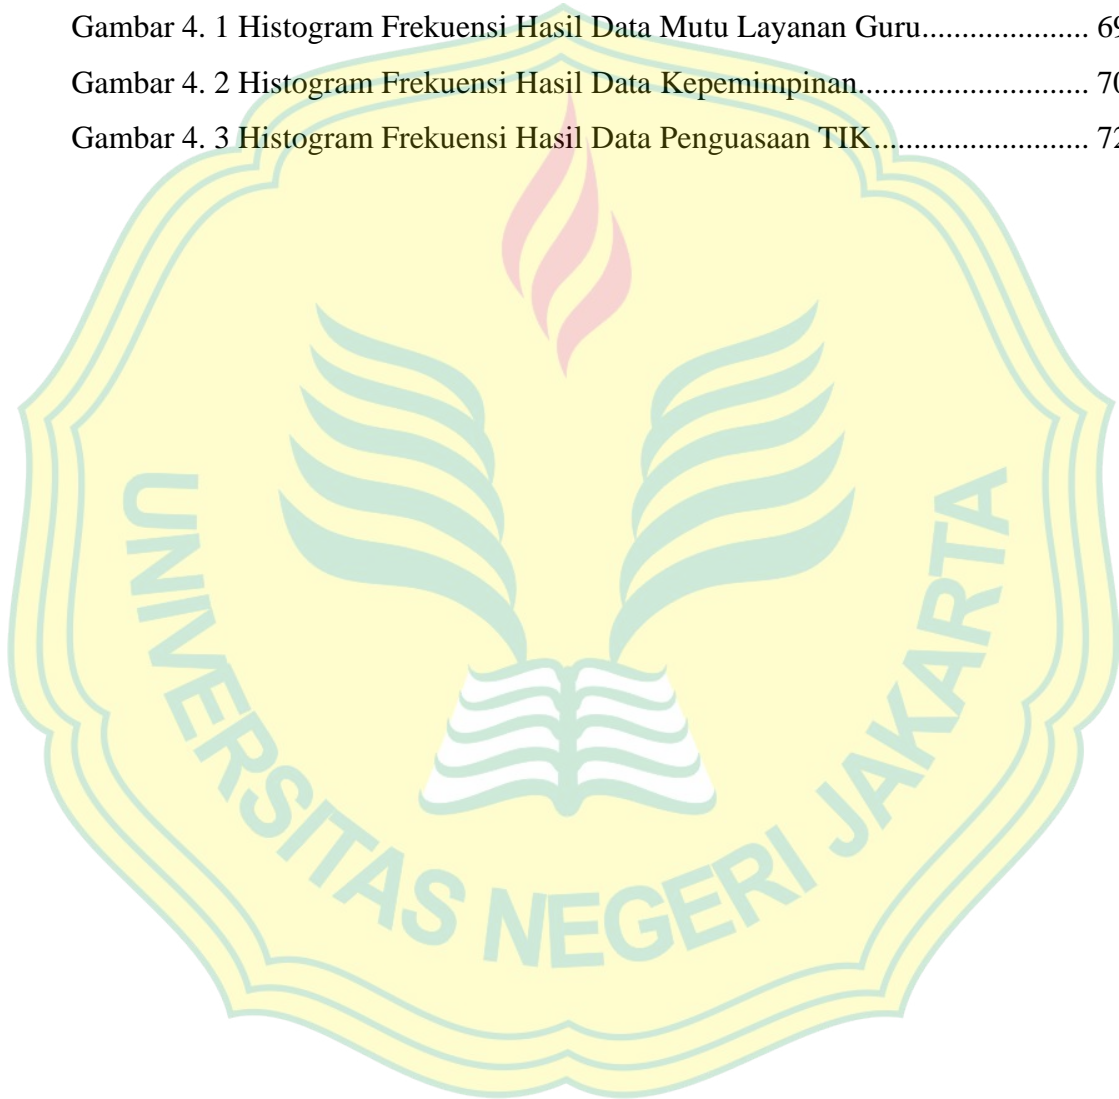 Gambar 4. 1 Histogram Frekuensi Hasil Data Mutu Layanan Guru..................... 69
Gambar 4. 2 Histogram Frekuensi Hasil Data Kepemimpinan............................. 70
Gambar 4. 3 Histogram Frekuensi Hasil Data Penguasaan TIK........................... 72
UNIVERSITAS NEGERI JAKARTA